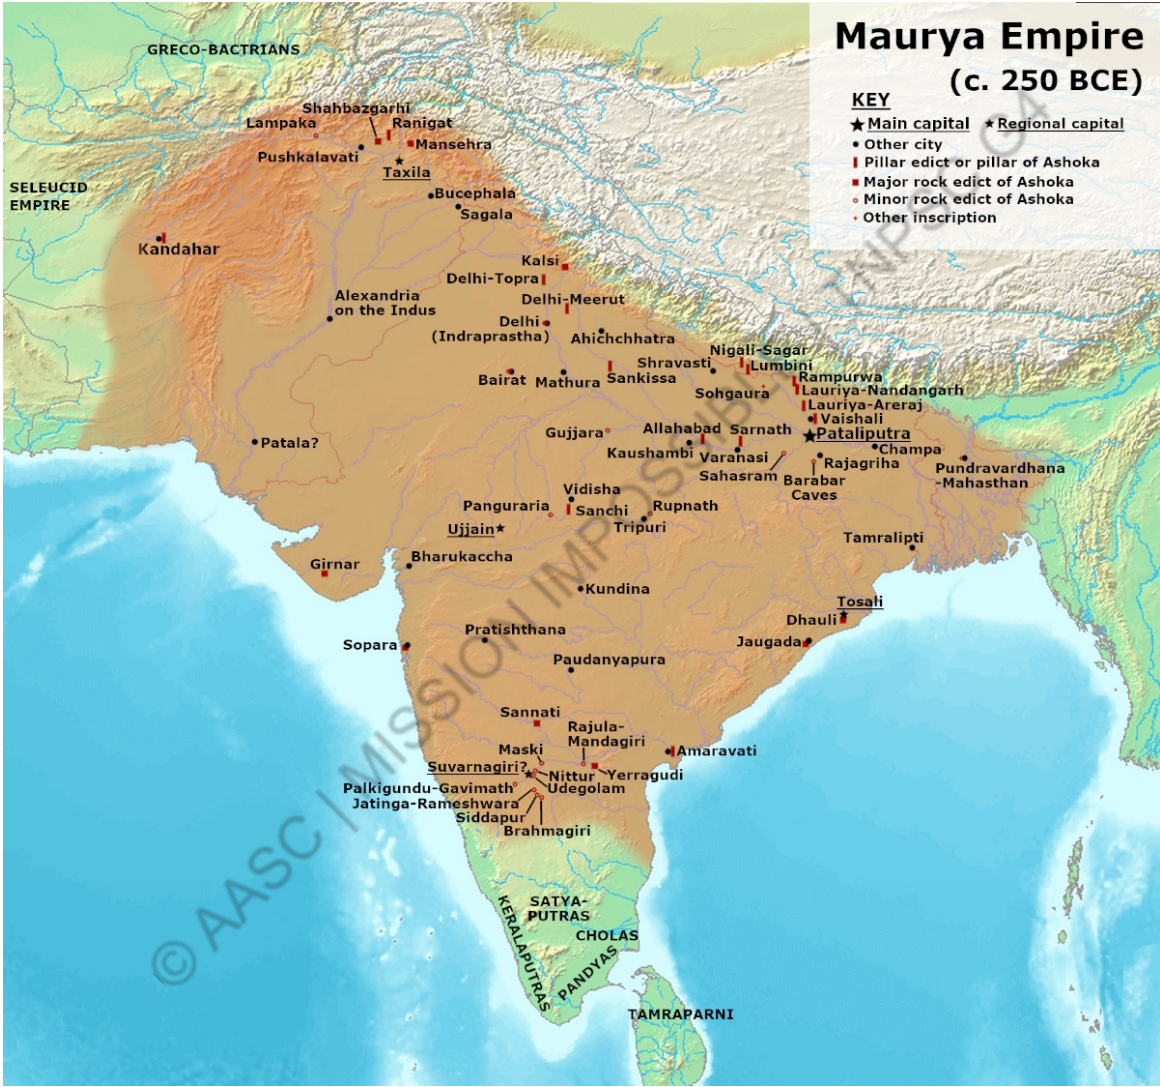 Maurya Empire
(c. 250 BCE)
KEY
Main capital
Regional capital
Other city
Pillar edict or pillar of Ashoka
Major rock edict of Ashoka
Minor rock edict of Ashoka
Other inscription
GRECO-BACTRIANS
SELEUCID
EMPIRE
Shahbazgarhi
Lampaka
Ranigat
Pushkalavati
Mansehra
Taxila
Bucephala
Sagala
Kandahar
Kalsi
Delhi-Topra
Alexandria
on the Indus
Delhi-Meerut
Delhi
(Indraprastha)
Ahichchhatra
Nigali-Sagar
Shravasti
Lumbini
Bairat
Mathura
Sankissa
Sohgaura
Rampurwa
Lauriya-Nandangarh
Lauriya-Areraj
Vaishali
Patala?
Gujjara
Allahabad
Sarnath
Pataliputra
Kaushambi
Varanasi
Champa
Sahasram
Rajagriha
Pundravardhana
-Mahasthan
Barabar
Caves
Vidisha
Panguraria
Sanchi
Rupnath
Ujjain
Tripuri
Tamralipti
Girnar
Bharukaccha
Kundina
Tosali
Dhauli
Sopara
Pratishthana
Jaugada
Paudanyapura
Sannati
Rajula-
Mandagiri
Maski
Amaravati
Suvarnagiri?
Nittur
Yerragudi
Palkigundu-Gavimath
Udegolam
Jatinga-Rameshwara
Siddapur
Brahmagiri
SATYA-
PUTRAS
KERALAPUTRAS
CHOLAS
PANDYAS
TAMRAPARNI
© AASC | MISSION IMPOSSIBLE TNPSC G4